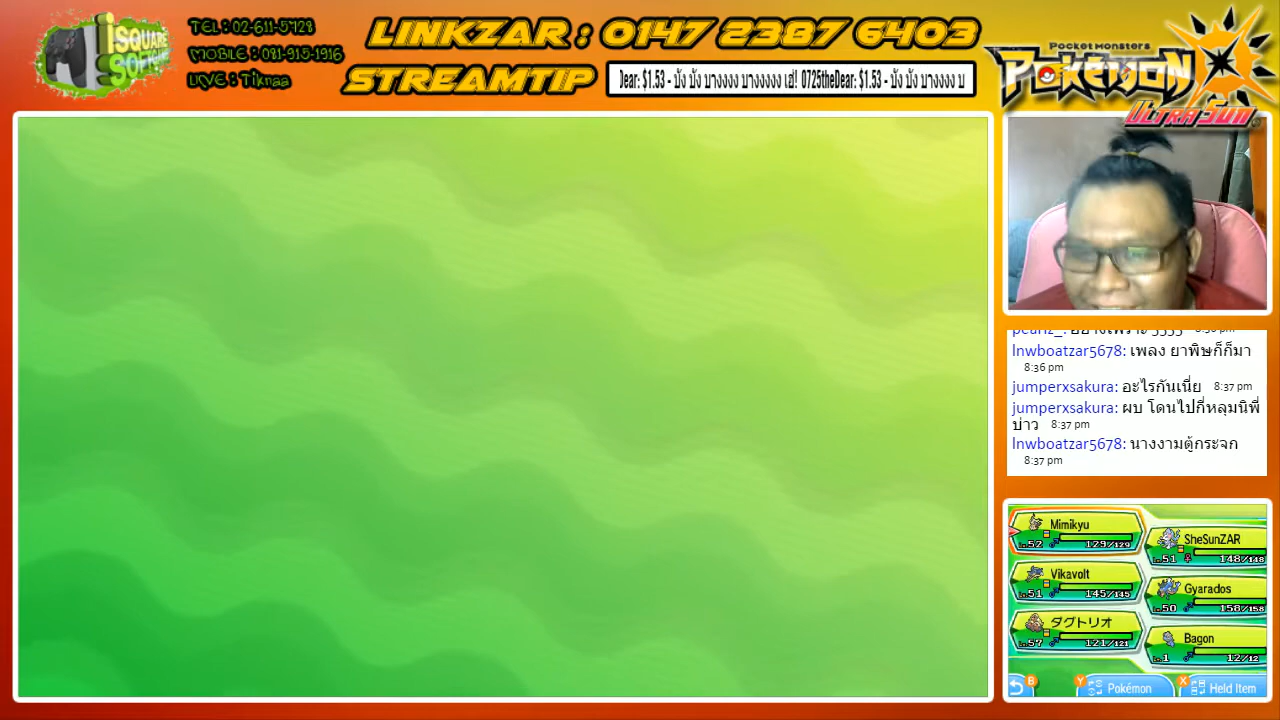 iSQUARE
SOFTGAME
TEL : 02-611-5728
MOBILE : 081-915-1916
LINE : Tiknaa
LINKZAR : 0147 2387 6403
STREAMTIP
Dear: $1.53 - บัง บัง บางงงง บางงงงง เฮ่! 0725theDear: $1.53 - บัง บัง บางงงง บ
Pocket Monsters
POKéMON
ULTRA SUN
lnwboatzar5678: เพลง ยาพิษก็ก็มา
8:36 pm
jumperxsakura: อะไรกันเนี่ย 8:37 pm
jumperxsakura: ผบ โดนไปกี่หลุมนิพี่
บ่าว 8:37 pm
lnwboatzar5678: นางงามตู้กระจก
8:37 pm
Mimikyu
Lv.52 129/129
SheSunZAR
Lv.51 148/148
Vikavolt
Lv.51 145/145
Gyarados
Lv.50 158/158
ダグトリオ
Lv.57 121/121
Bagon
Lv.1 12/12
B Y Pokémon X Held Item